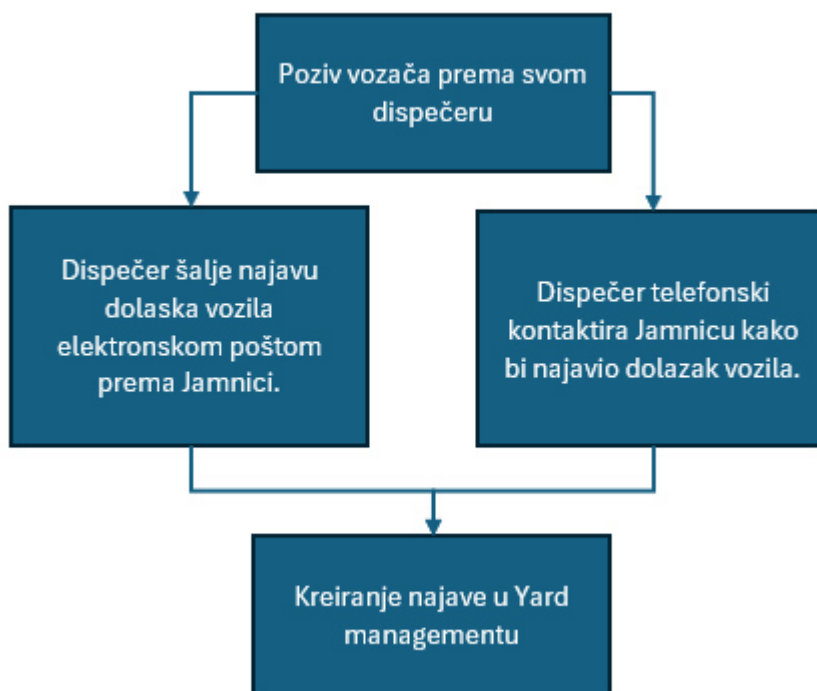 Poziv vozača prema svom
dispečeru
Dispečer šalje najavu
dolaska vozila
elektronskom poštom
prema Jamnici.
Dispečer telefonski
kontaktira Jamnicu kako
bi najavio dolazak vozila.
Kreiranje najave u Yard
managementu